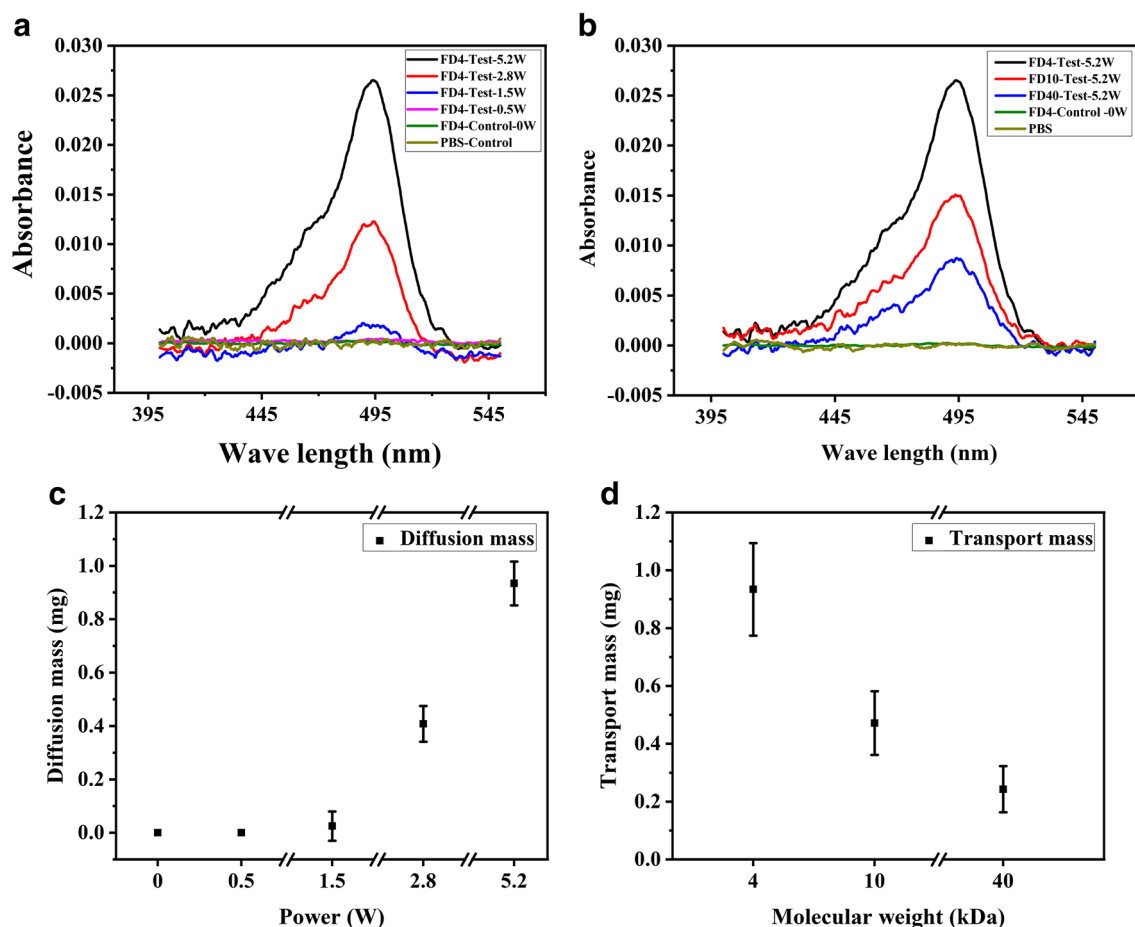 a
0.030
0.025
0.020
0.015
0.010
0.005
0.000
-0.005
Absorbance
FD4-Test-5.2W
FD4-Test-2.8W
FD4-Test-1.5W
FD4-Test-0.5W
FD4-Control-0W
PBS-Control
395 445 495 545
Wave length (nm)
b
0.030
0.025
0.020
0.015
0.010
0.005
0.000
-0.005
Absorbance
FD4-Test-5.2W
FD10-Test-5.2W
FD40-Test-5.2W
FD4-Control -0W
PBS
395 445 495 545
Wave length (nm)
c
1.2
1.0
0.8
0.6
0.4
0.2
0.0
Diffusion mass (mg)
Diffusion mass
0 0.5 1.5 2.8 5.2
Power (W)
d
1.2
1.0
0.8
0.6
0.4
0.2
0.0
Transport mass (mg)
Transport mass
4 10 40
Molecular weight (kDa)